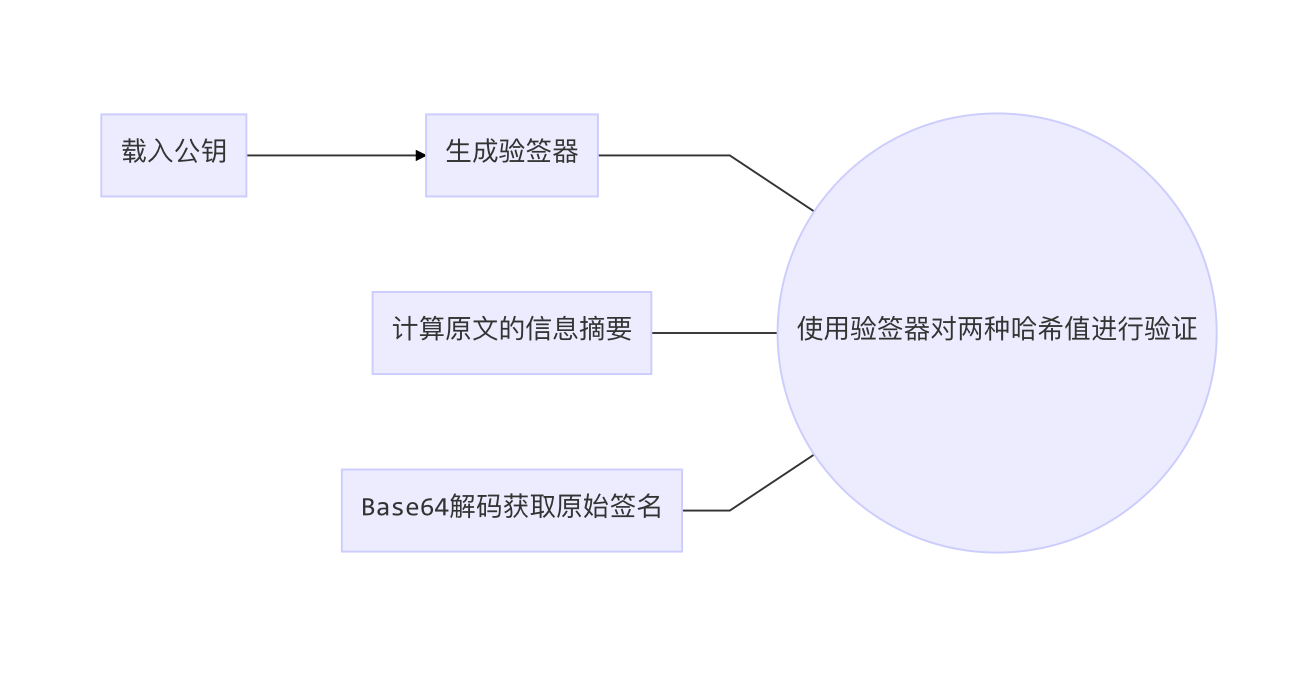 载入公钥
生成验签器
计算原文的信息摘要
使用验签器对两种哈希值进行验证
Base64解码获取原始签名